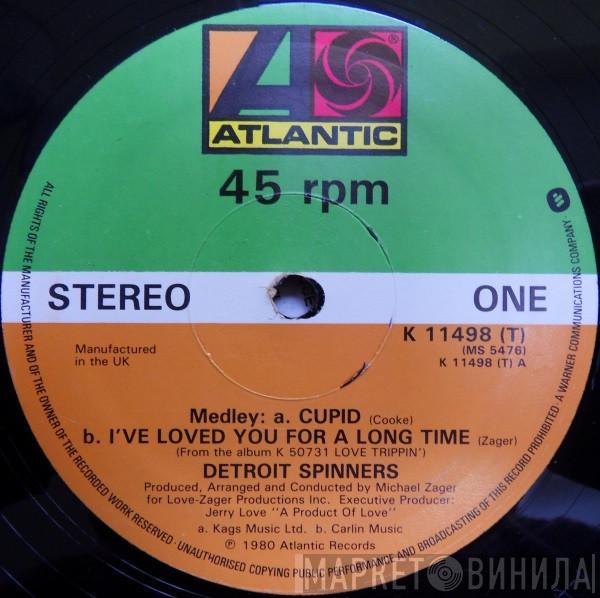 ATLANTIC
®
45 rpm
STEREO
ONE
K 11498 (T)
(MS 5476)
K 11498 (T) A
Manufactured
in the UK
Medley: a. CUPID (Cooke)
b. I'VE LOVED YOU FOR A LONG TIME (Zager)
(From the album K 50731 LOVE TRIPPIN')
DETROIT SPINNERS
Produced, Arranged and Conducted by Michael Zager
for Love-Zager Productions Inc. Executive Producer:
Jerry Love "A Product Of Love"
a. Kags Music Ltd. b. Carlin Music
℗ 1980 Atlantic Records
ALL RIGHTS OF THE MANUFACTURER AND OF THE OWNER OF THE RECORDED WORK RESERVED · UNAUTHORISED COPYING PUBLIC PERFORMANCE AND BROADCASTING OF THIS RECORD PROHIBITED · A WARNER COMMUNICATIONS COMPANY ·
МАРКЕТ ВИНИЛА